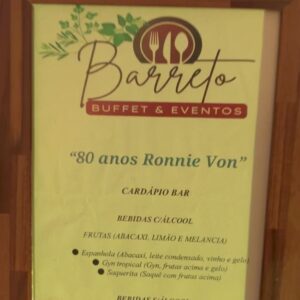 Barreto
BUFFET & EVENTOS
"80 anos Ronnie Von"
CARDÁPIO BAR
BEBIDAS C/ÁLCOOL
FRUTAS (ABACAXI, LIMÃO E MELANCIA)
● Espanhola (Abacaxi, leite condensado, vinho e gelo)
● Gyn tropical (Gyn, frutas acima e gelo)
● Saquerita (Saquê com frutas acima)